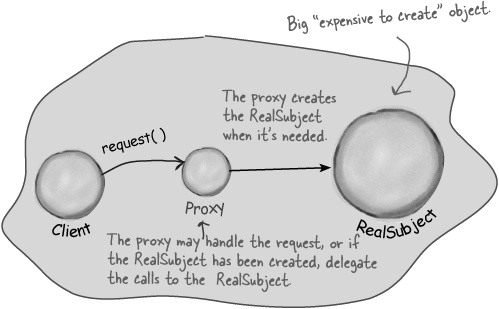 Big “expensive to create” object.
The proxy creates
the RealSubject
when it's needed.
request( )
Client
Proxy
RealSubject
The proxy may handle the request, or if
the RealSubject has been created, delegate
the calls to the RealSubject.